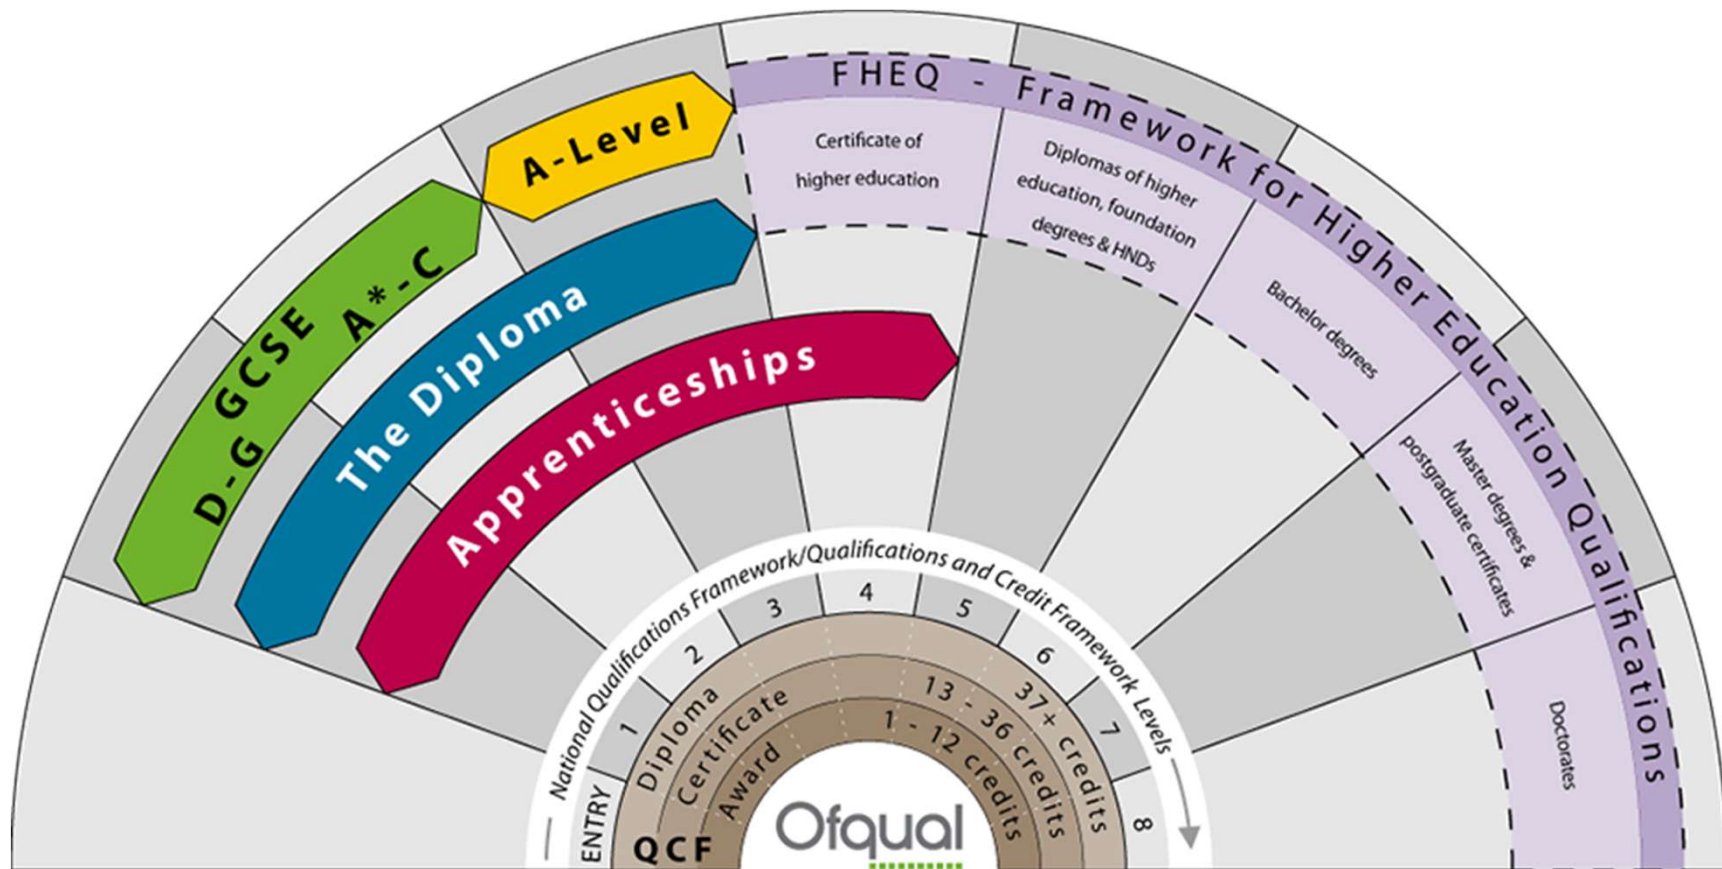 FHEQ - Framework for Higher Education Qualifications
A-Level
Certificate of
higher education
Diplomas of higher
education, foundation
degrees & HNDs
Bachelor degrees
Master degrees &
postgraduate certificates
Doctorates
GCSE
D-G A*-C
The Diploma
Apprenticeships
National Qualifications Framework/Qualifications and Credit Framework Levels
ENTRY
1
2
3
4
5
6
7
8
Diploma 37+ credits
Certificate 13 - 36 credits
Award 1 - 12 credits
QCF
Ofqual